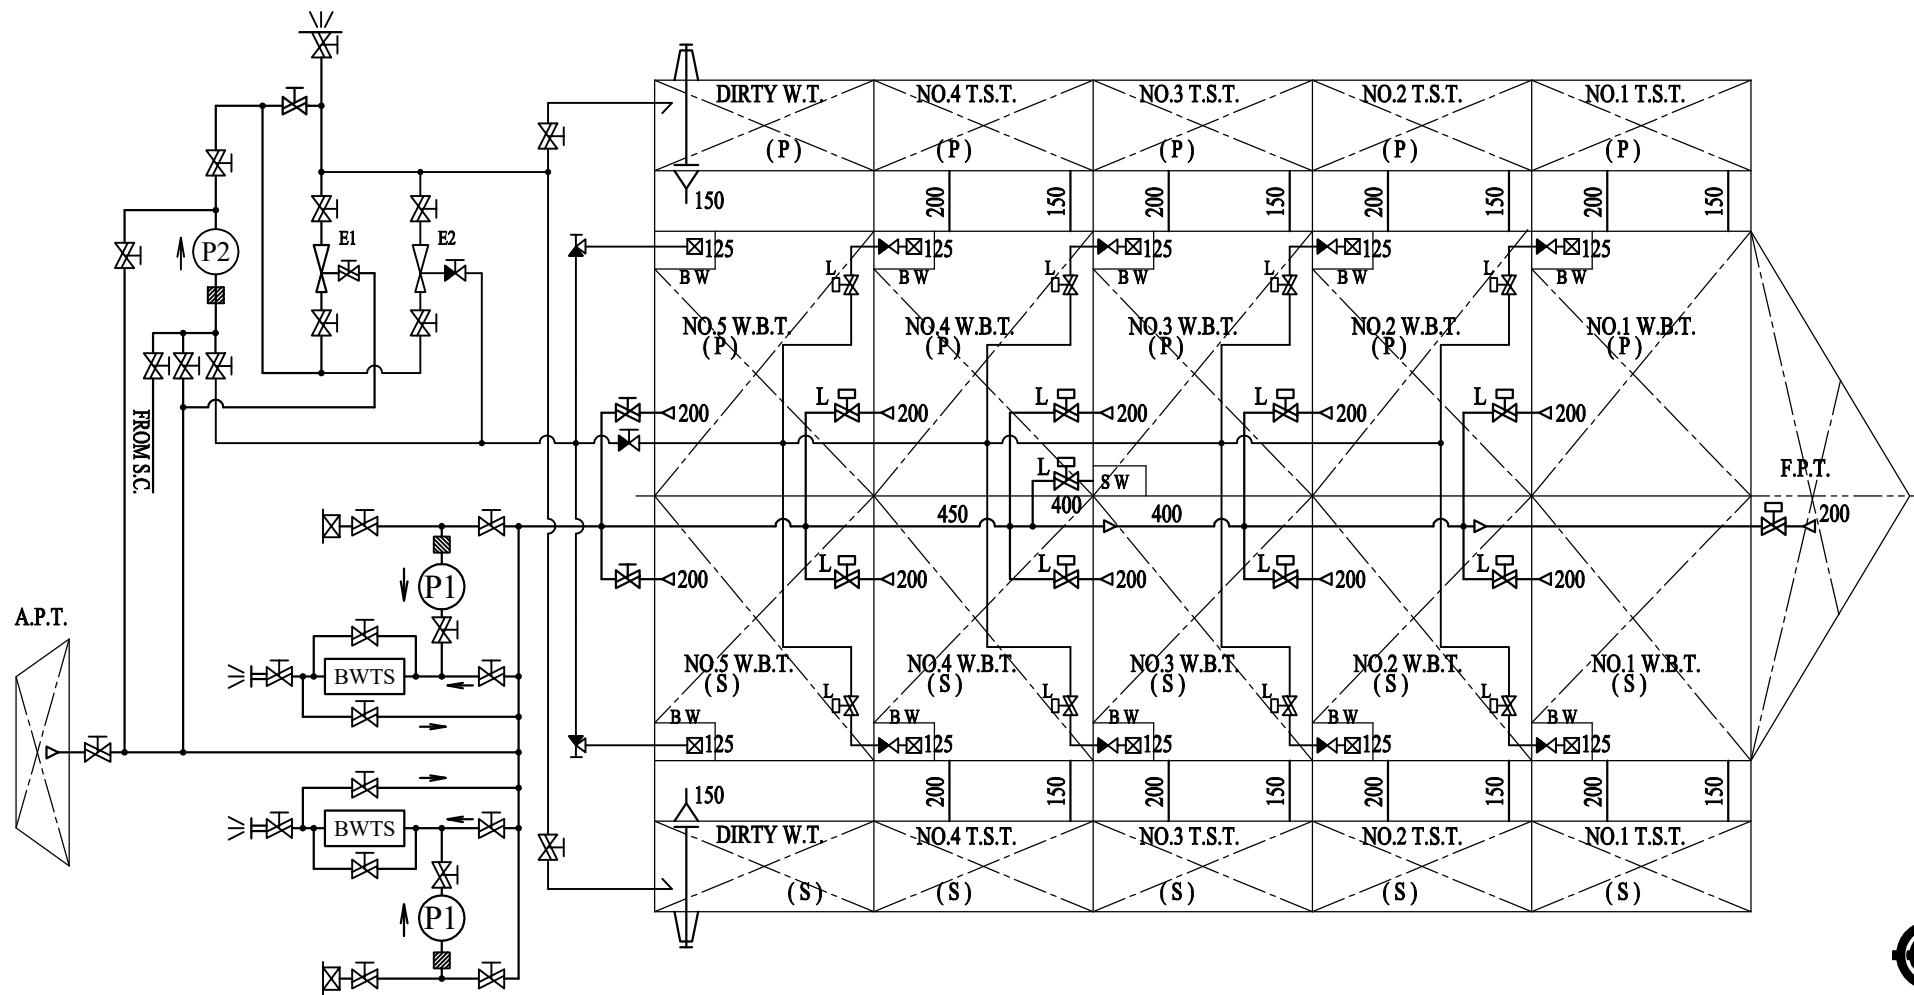 DIRTY W.T. NO.4 T.S.T. NO.3 T.S.T. NO.2 T.S.T. NO.1 T.S.T.
(P) (P) (P) (P) (P)
150 200 150 200 150 200 150 200 150
P2 E1 E2 125 125 125 125 125
BW L BW L BW L BW L BW
NO.5 W.B.T. NO.4 W.B.T. NO.3 W.B.T. NO.2 W.B.T. NO.1 W.B.T.
(P) (P) (P) (P) (P)
200 L 200 L 200 L 200 L 200
FROM S.C.
L SW F.P.T.
400
450 400 200
200 L 200 L 200 L 200 L 200
P1
A.P.T.
BWTS
NO.5 W.B.T. NO.4 W.B.T. NO.3 W.B.T. NO.2 W.B.T. NO.1 W.B.T.
(S) (S) (S) (S) (S)
L L L L
BW BW BW BW BW
125 125 125 125 125
150 200 150 200 150 200 150 200 150
BWTS
DIRTY W.T. NO.4 T.S.T. NO.3 T.S.T. NO.2 T.S.T. NO.1 T.S.T.
(S) (S) (S) (S) (S)
P1